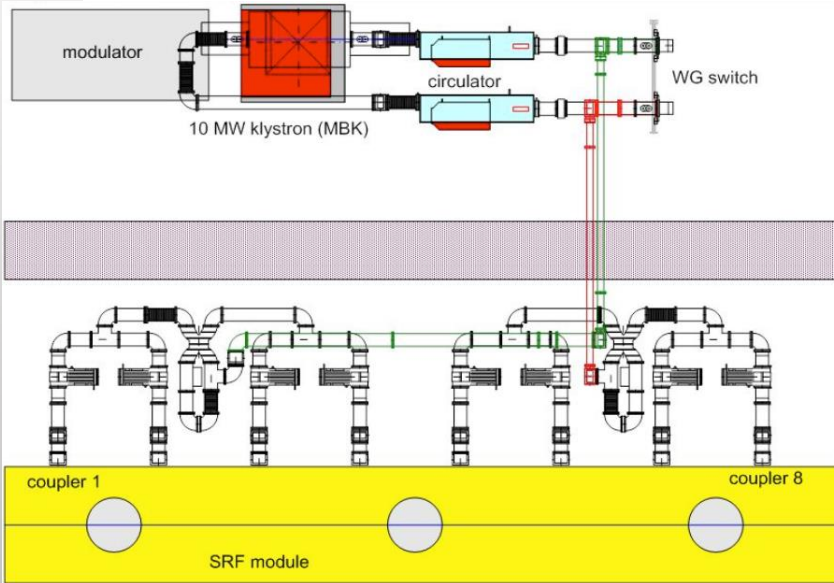 modulator
circulator
WG switch
10 MW klystron (MBK)
coupler 1
coupler 8
SRF module